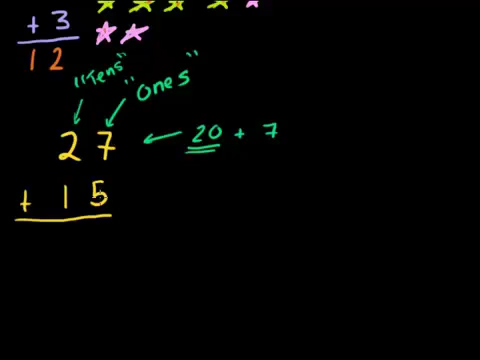 + 3
12
"Tens" "ones"
27 20 + 7
+ 15